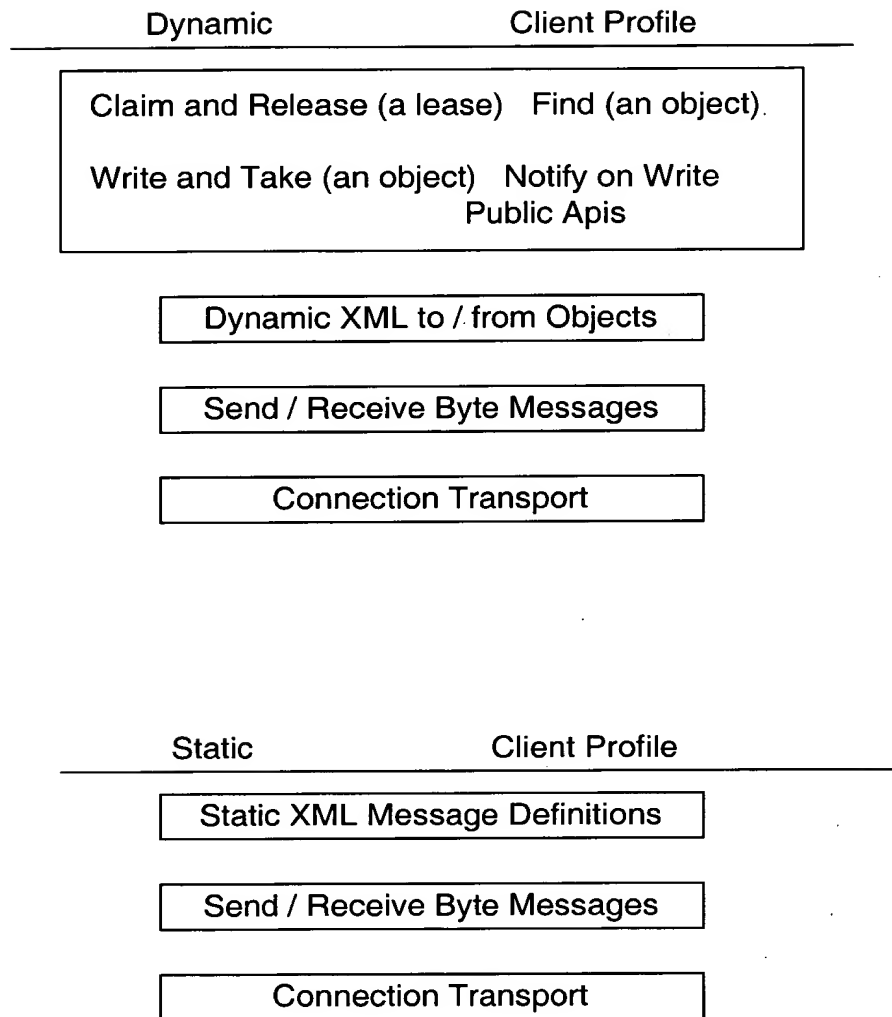 Dynamic Client Profile
Claim and Release (a lease) Find (an object).
Write and Take (an object) Notify on Write
Public Apis
Dynamic XML to / from Objects
Send / Receive Byte Messages
Connection Transport
Static Client Profile
Static XML Message Definitions
Send / Receive Byte Messages
Connection Transport